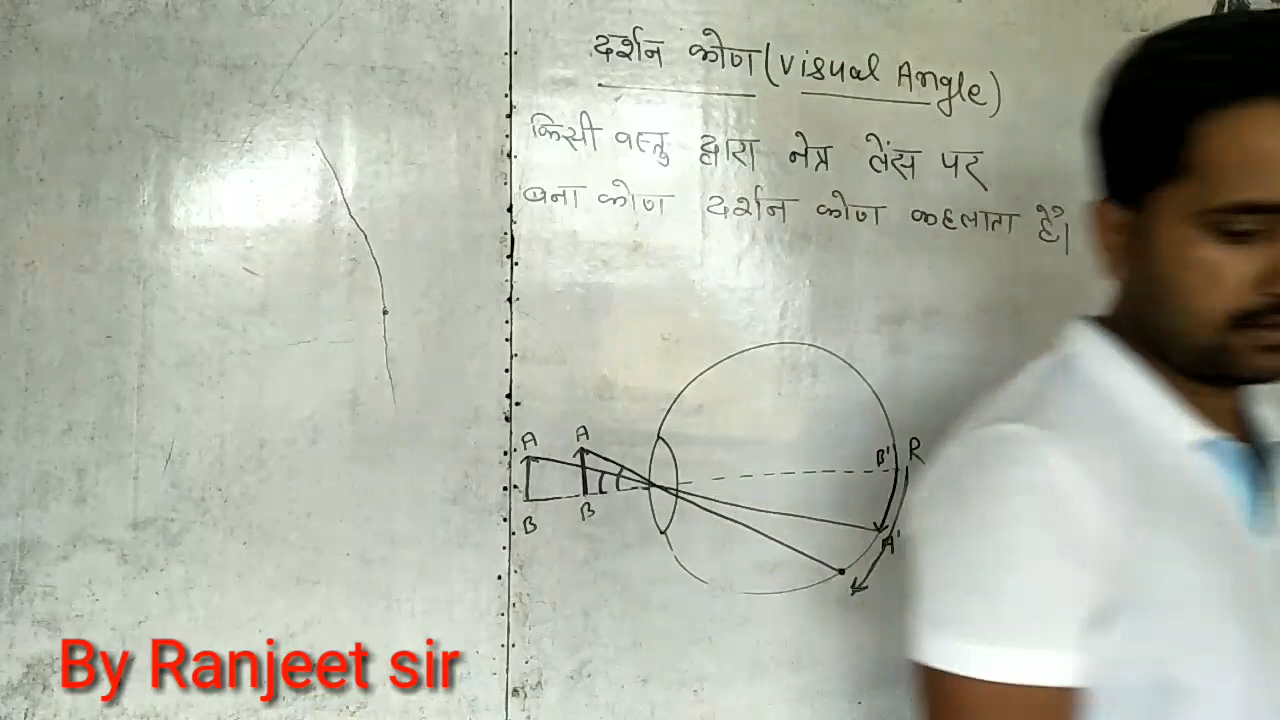 दर्शन कोण (Visual Angle)
किसी वस्तु द्वारा नेत्र लेंस पर
बना कोण दर्शन कोण कहलाता है।
A A B' R
B B A'
By Ranjeet sir